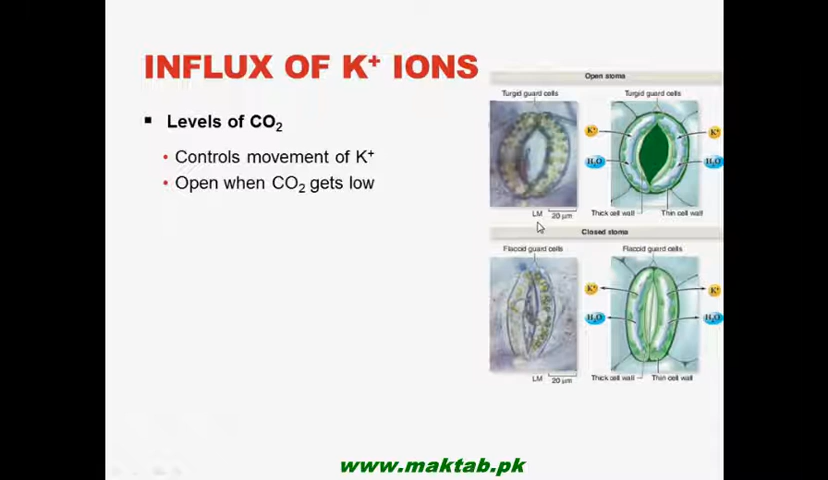 INFLUX OF K⁺ IONS
▪ Levels of CO₂
• Controls movement of K⁺
• Open when CO₂ gets low
Open stoma
Turgid guard cells
Turgid guard cells
K⁺
K⁺
H₂O
H₂O
LM
20 µm
Thick cell wall
Thin cell wall
Closed stoma
Flaccid guard cells
Flaccid guard cells
K⁺
K⁺
H₂O
H₂O
LM
20 µm
Thick cell wall
Thin cell wall
www.maktab.pk